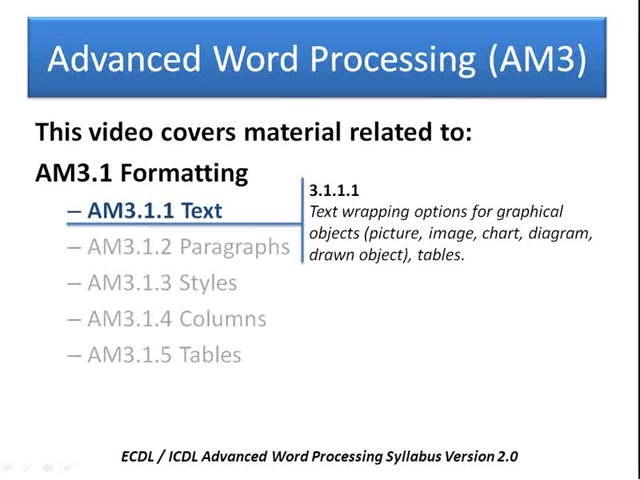 Advanced Word Processing (AM3)
This video covers material related to:
AM3.1 Formatting
– AM3.1.1 Text
3.1.1.1
Text wrapping options for graphical
objects (picture, image, chart, diagram,
drawn object), tables.
– AM3.1.2 Paragraphs
– AM3.1.3 Styles
– AM3.1.4 Columns
– AM3.1.5 Tables
ECDL / ICDL Advanced Word Processing Syllabus Version 2.0